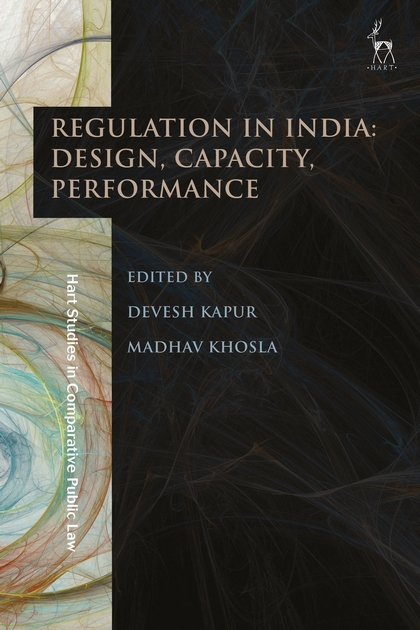 ·HART·
REGULATION IN INDIA:
DESIGN, CAPACITY,
PERFORMANCE
EDITED BY
DEVESH KAPUR
MADHAV KHOSLA
Hart Studies in Comparative Public Law